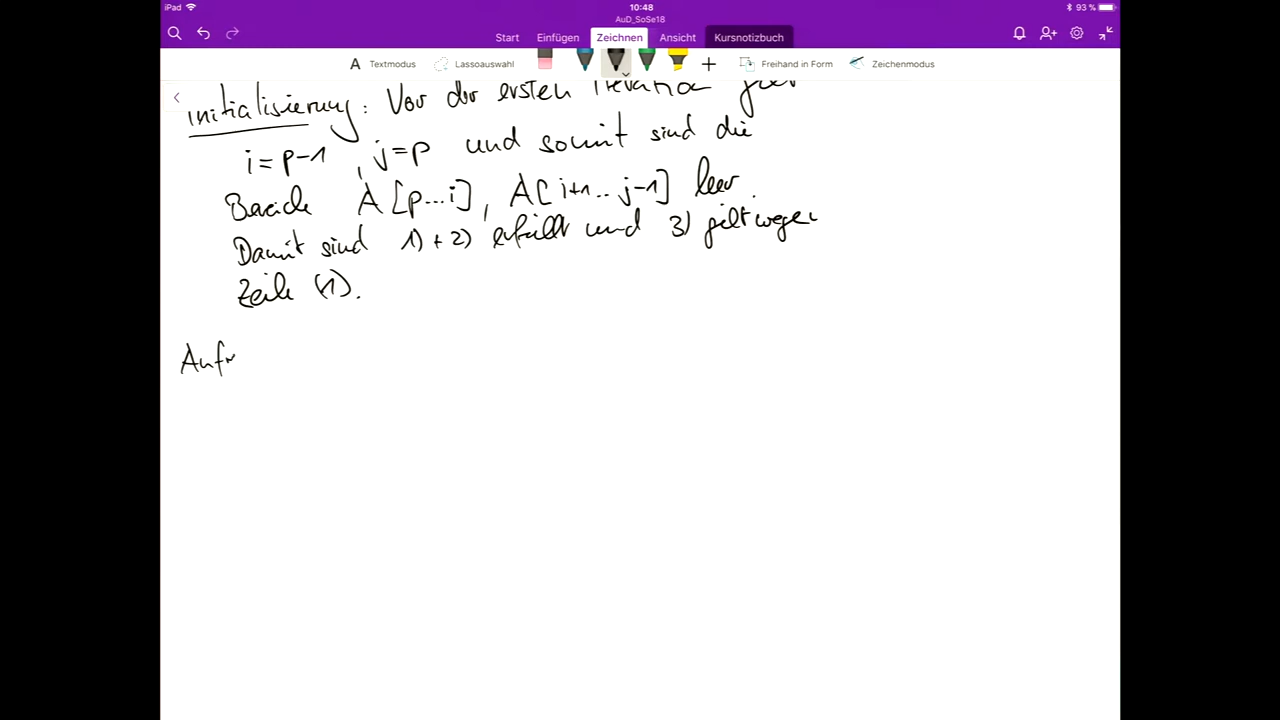 iPad 10:48 93 %
AuD_SoSe18
Start Einfügen Zeichnen Ansicht Kursnotizbuch
A Textmodus Lassoauswahl + Freihand in Form Zeichenmodus
initialisierung: Vor der ersten Iteration
i = p-1, j = p und somit sind die
Bereiche A[p...i], A[i+1..j-1] leer.
Damit sind 1) + 2) erfüllt und 3) gilt wegen
Zeile (1).
Aufr